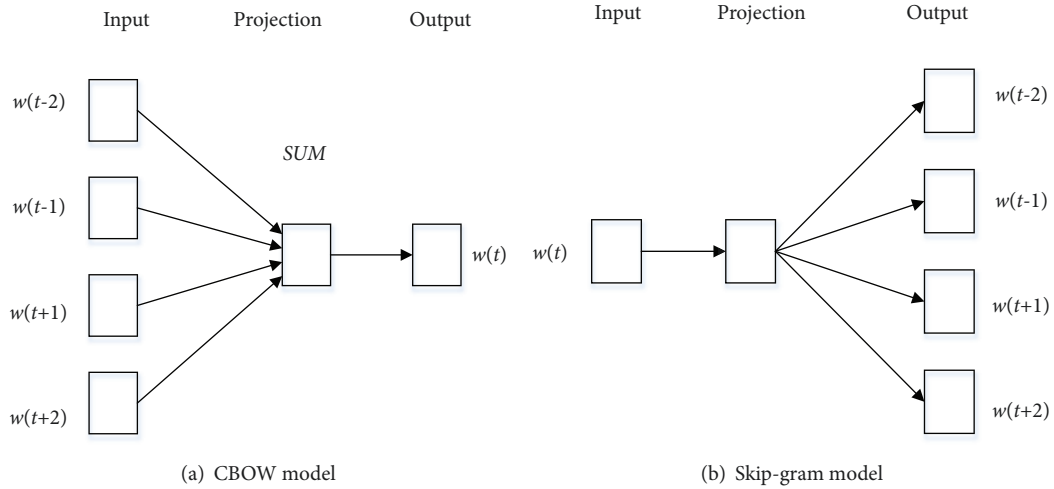 Input Projection Output
w(t-2)
w(t-1)
w(t+1)
w(t+2)
SUM
w(t)
(a) CBOW model
Input Projection Output
w(t)
w(t-2)
w(t-1)
w(t+1)
w(t+2)
(b) Skip-gram model